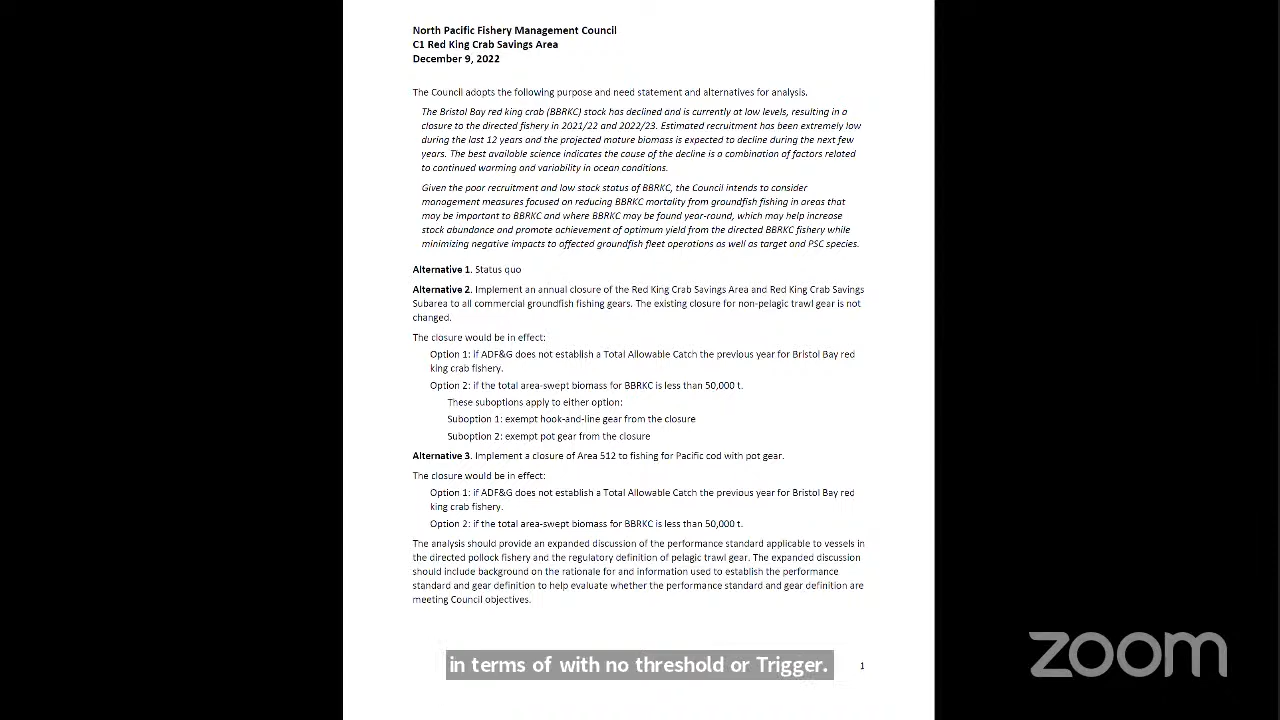 North Pacific Fishery Management Council
C1 Red King Crab Savings Area
December 9, 2022
The Council adopts the following purpose and need statement and alternatives for analysis.
The Bristol Bay red king crab (BBRKC) stock has declined and is currently at low levels, resulting in a
closure to the directed fishery in 2021/22 and 2022/23. Estimated recruitment has been extremely low
during the last 12 years and the projected mature biomass is expected to decline during the next few
years. The best available science indicates the cause of the decline is a combination of factors related
to continued warming and variability in ocean conditions.
Given the poor recruitment and low stock status of BBRKC, the Council intends to consider
management measures focused on reducing BBRKC mortality from groundfish fishing in areas that
may be important to BBRKC and where BBRKC may be found year-round, which may help increase
stock abundance and promote achievement of optimum yield from the directed BBRKC fishery while
minimizing negative impacts to affected groundfish fleet operations as well as target and PSC species.
Alternative 1. Status quo
Alternative 2. Implement an annual closure of the Red King Crab Savings Area and Red King Crab Savings
Subarea to all commercial groundfish fishing gears. The existing closure for non-pelagic trawl gear is not
changed.
The closure would be in effect:
Option 1: if ADF&G does not establish a Total Allowable Catch the previous year for Bristol Bay red
king crab fishery.
Option 2: if the total area-swept biomass for BBRKC is less than 50,000 t.
These suboptions apply to either option:
Suboption 1: exempt hook-and-line gear from the closure
Suboption 2: exempt pot gear from the closure
Alternative 3. Implement a closure of Area 512 to fishing for Pacific cod with pot gear.
The closure would be in effect:
Option 1: if ADF&G does not establish a Total Allowable Catch the previous year for Bristol Bay red
king crab fishery.
Option 2: if the total area-swept biomass for BBRKC is less than 50,000 t.
The analysis should provide an expanded discussion of the performance standard applicable to vessels in
the directed pollock fishery and the regulatory definition of pelagic trawl gear. The expanded discussion
should include background on the rationale for and information used to establish the performance
standard and gear definition to help evaluate whether the performance standard and gear definition are
meeting Council objectives.
in terms of with no threshold or Trigger.
1
zoom